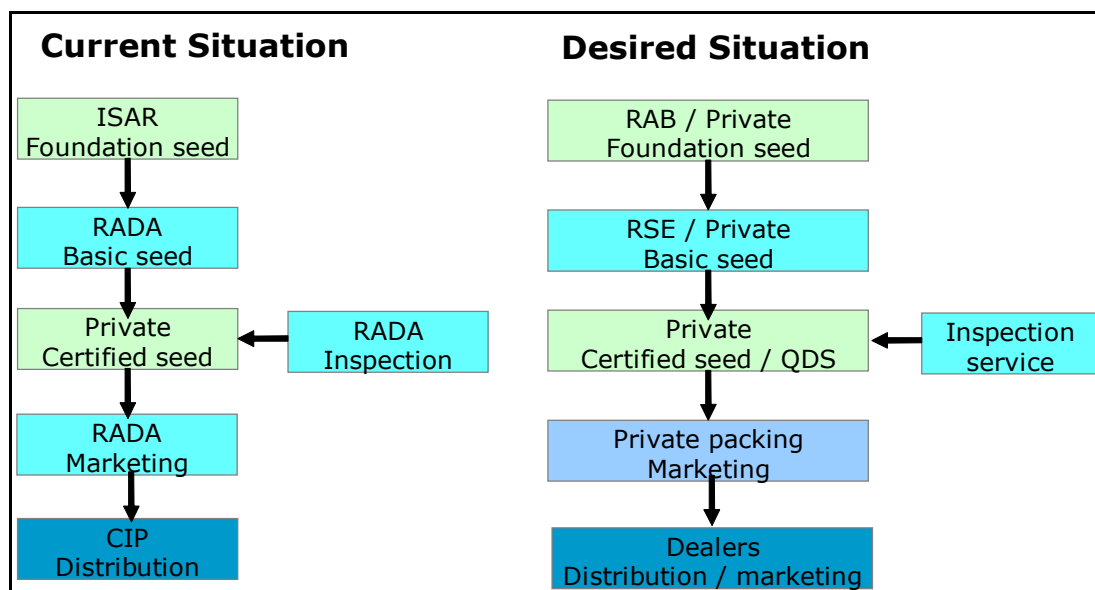 Current Situation
ISAR
Foundation seed
RADA
Basic seed
Private
Certified seed
RADA
Inspection
RADA
Marketing
CIP
Distribution
Desired Situation
RAB / Private
Foundation seed
RSE / Private
Basic seed
Private
Certified seed / QDS
Inspection
service
Private packing
Marketing
Dealers
Distribution / marketing